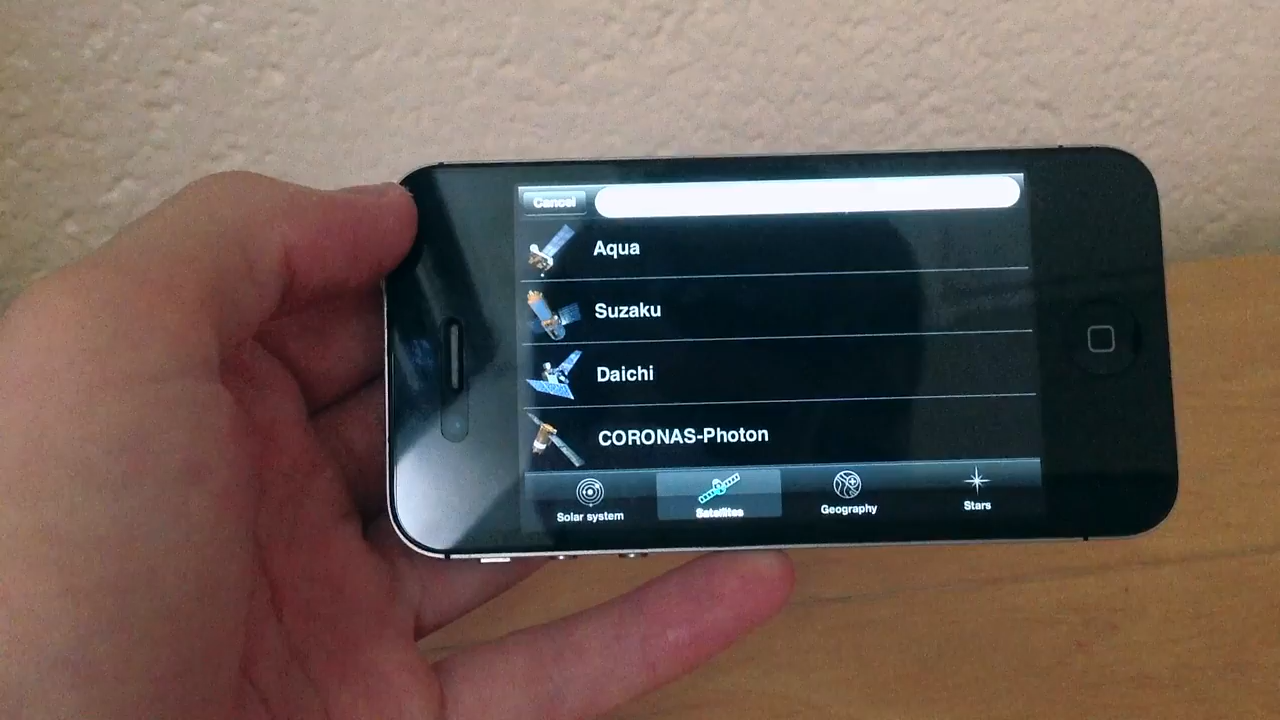 Cancel
Aqua
Suzaku
Daichi
CORONAS-Photon
Solar system
Satellites
Geography
Stars